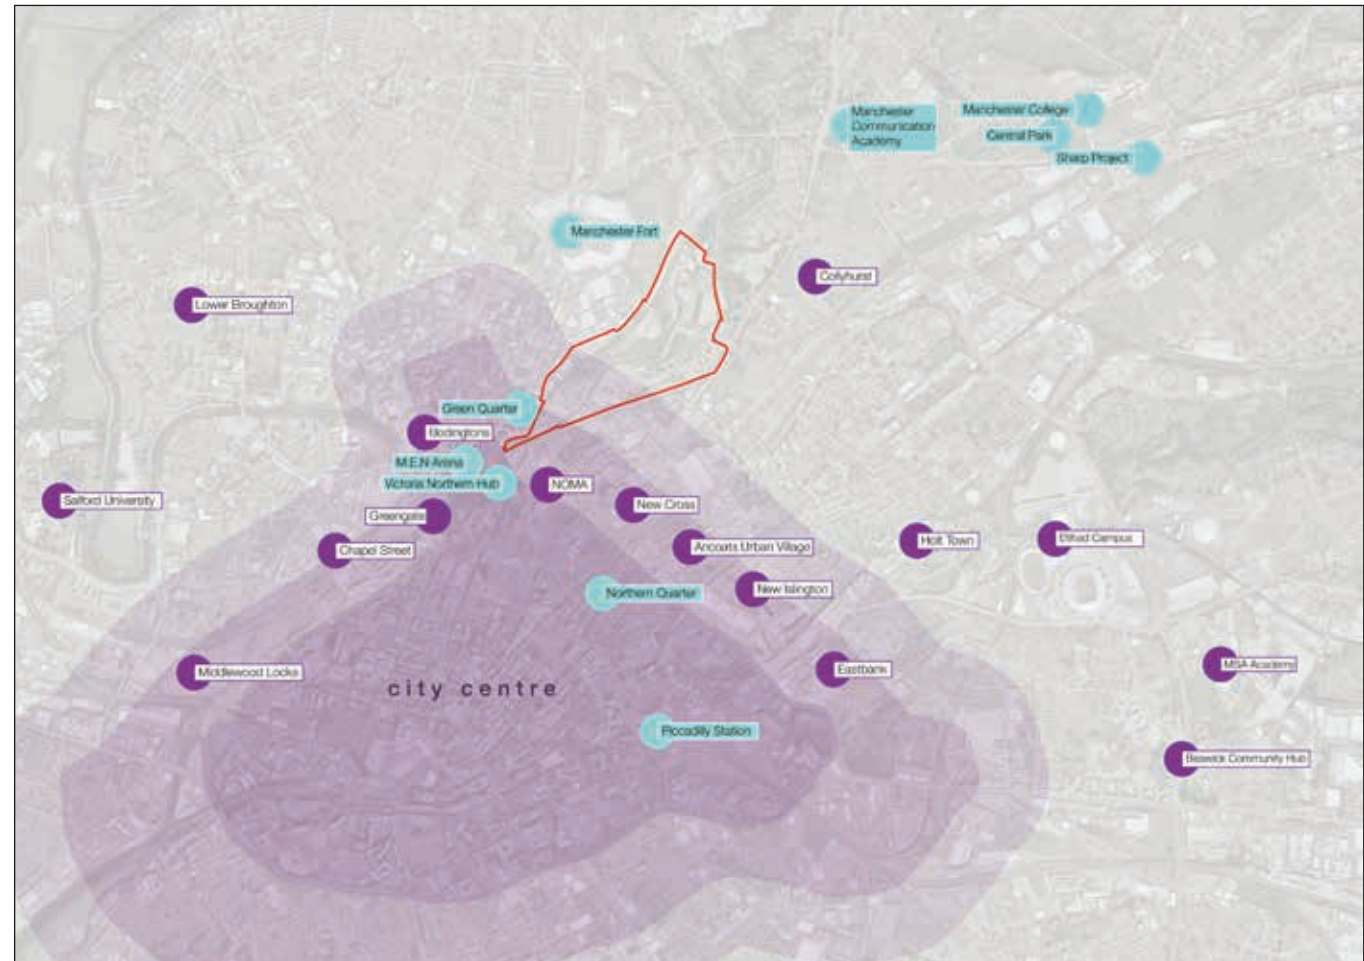 Manchester
Communication
Academy
Manchester College
Central Park
Sharp Project
Manchester Fort
Collyhurst
Lower Broughton
Green Quarter
Bodingtons
M.E.N Arena
Victoria Northern Hub
NOMA
Salford University
New Cross
Greengate
Chapel Street
Ancoats Urban Village
Holt Town
Etihad Campus
New Islington
Northern Quarter
Eastbank
MSA Academy
Middlewood Locks
city centre
Piccadilly Station
Beswick Community Hub